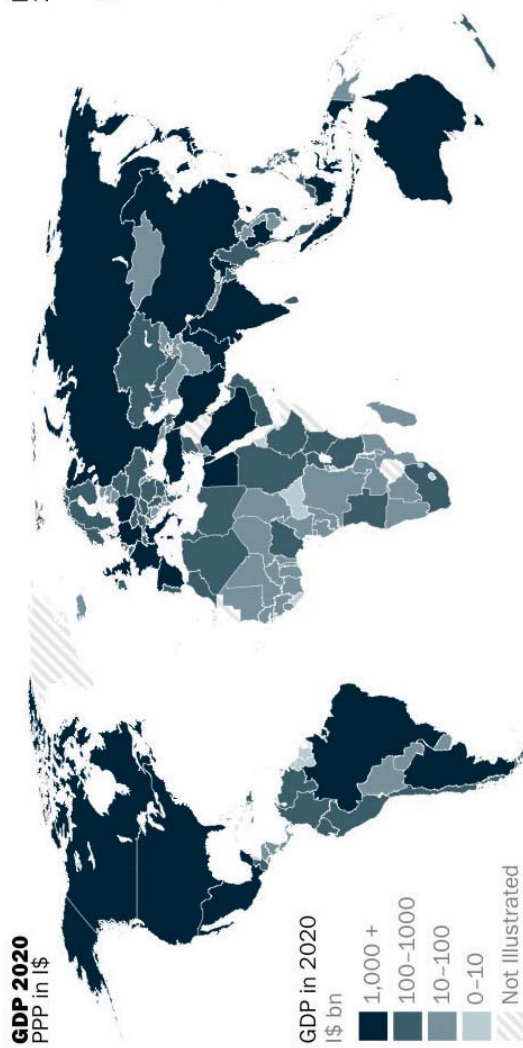 GDP 2020
PPP in I$
GDP in 2020
I$ bn
1,000 +
100–1000
10–100
0–10
Not Illustrated